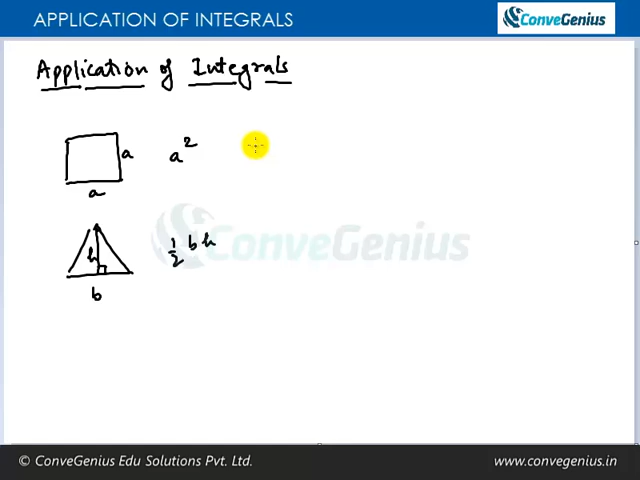 APPLICATION OF INTEGRALS
ConveGenius
Application of Integrals
a
a
a²
ConveGenius
h
b
1/2 bh
© ConveGenius Edu Solutions Pvt. Ltd.
www.convegenius.in